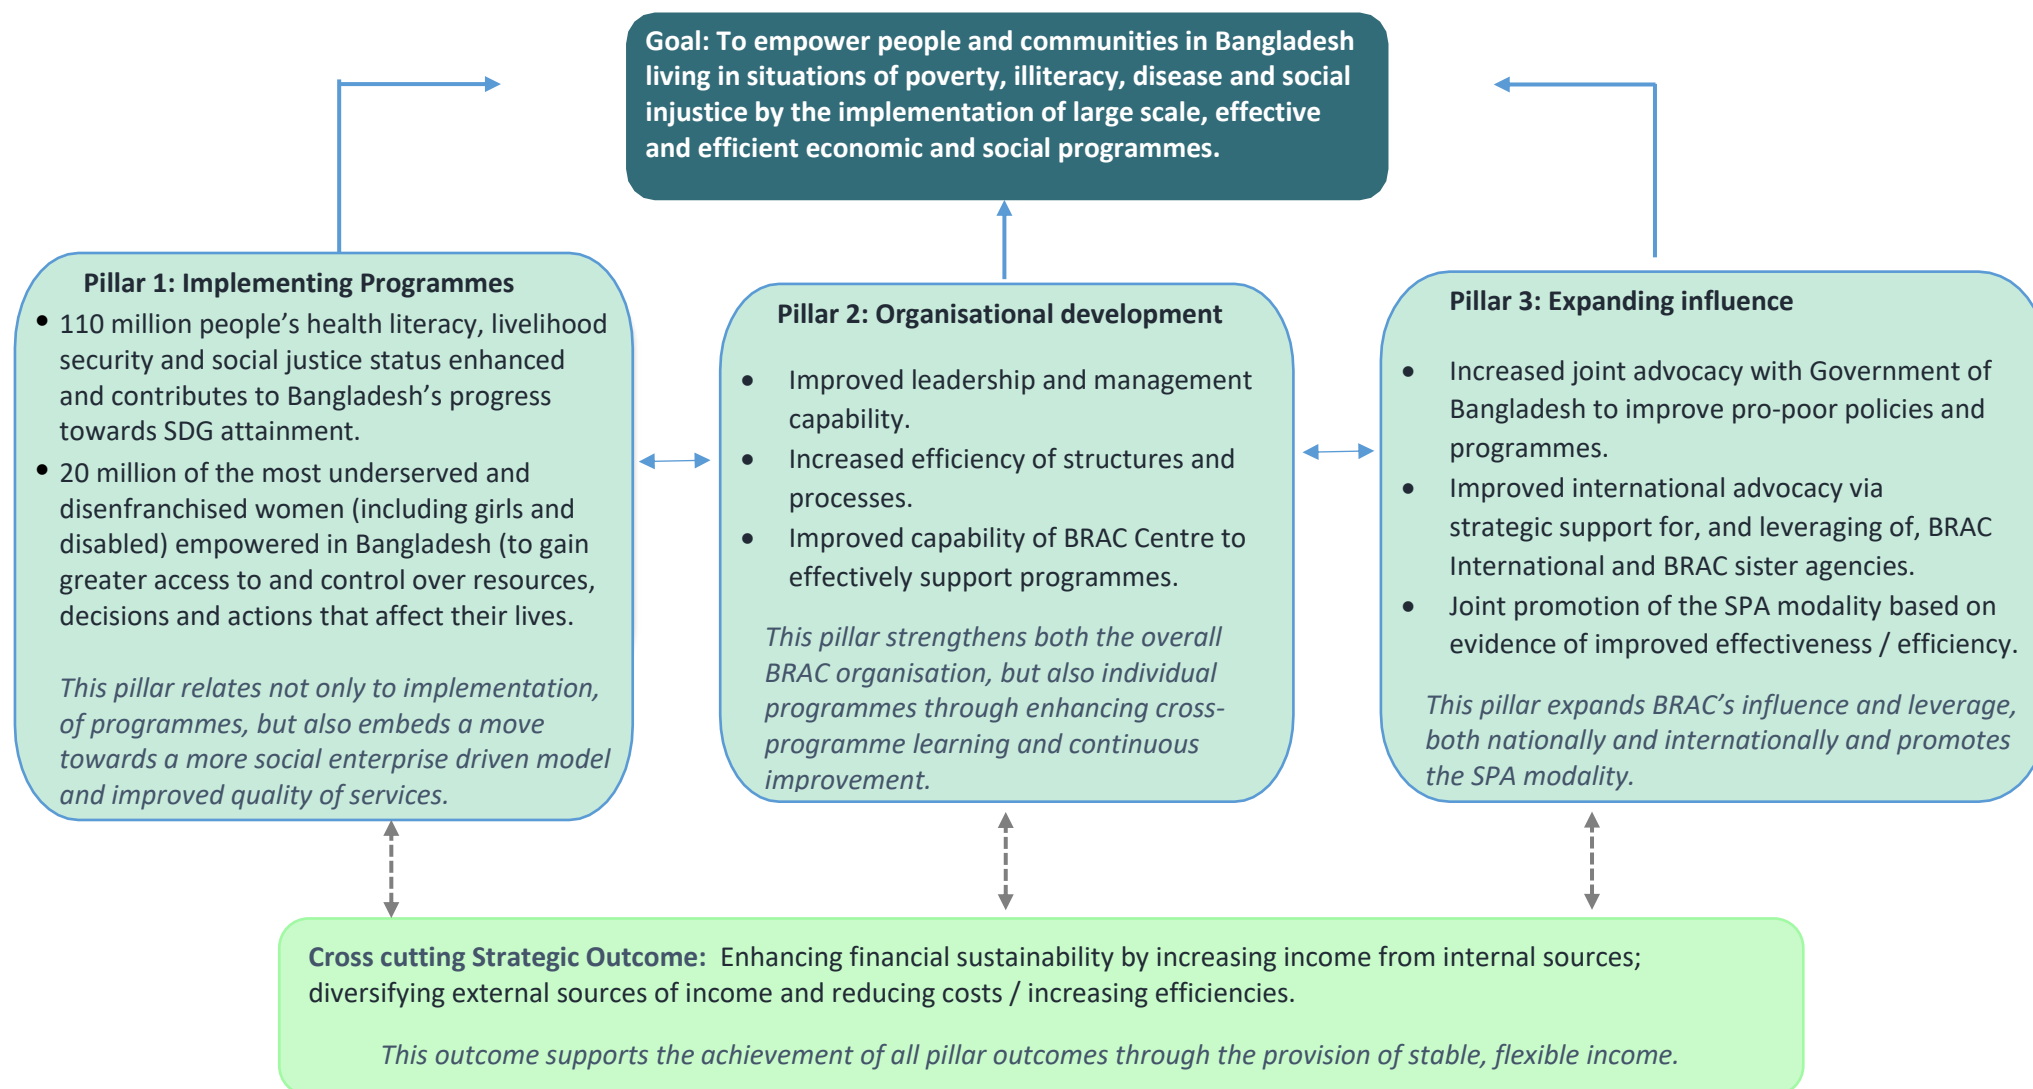 Goal: To empower people and communities in Bangladesh
living in situations of poverty, illiteracy, disease and social
injustice by the implementation of large scale, effective
and efficient economic and social programmes.
Pillar 1: Implementing Programmes
• 110 million people’s health literacy, livelihood
security and social justice status enhanced
and contributes to Bangladesh’s progress
towards SDG attainment.
• 20 million of the most underserved and
disenfranchised women (including girls and
disabled) empowered in Bangladesh (to gain
greater access to and control over resources,
decisions and actions that affect their lives.
This pillar relates not only to implementation,
of programmes, but also embeds a move
towards a more social enterprise driven model
and improved quality of services.
Pillar 2: Organisational development
• Improved leadership and management
capability.
• Increased efficiency of structures and
processes.
• Improved capability of BRAC Centre to
effectively support programmes.
This pillar strengthens both the overall
BRAC organisation, but also individual
programmes through enhancing cross-
programme learning and continuous
improvement.
Pillar 3: Expanding influence
• Increased joint advocacy with Government of
Bangladesh to improve pro-poor policies and
programmes.
• Improved international advocacy via
strategic support for, and leveraging of, BRAC
International and BRAC sister agencies.
• Joint promotion of the SPA modality based on
evidence of improved effectiveness / efficiency.
This pillar expands BRAC’s influence and leverage,
both nationally and internationally and promotes
the SPA modality.
Cross cutting Strategic Outcome: Enhancing financial sustainability by increasing income from internal sources;
diversifying external sources of income and reducing costs / increasing efficiencies.
This outcome supports the achievement of all pillar outcomes through the provision of stable, flexible income.